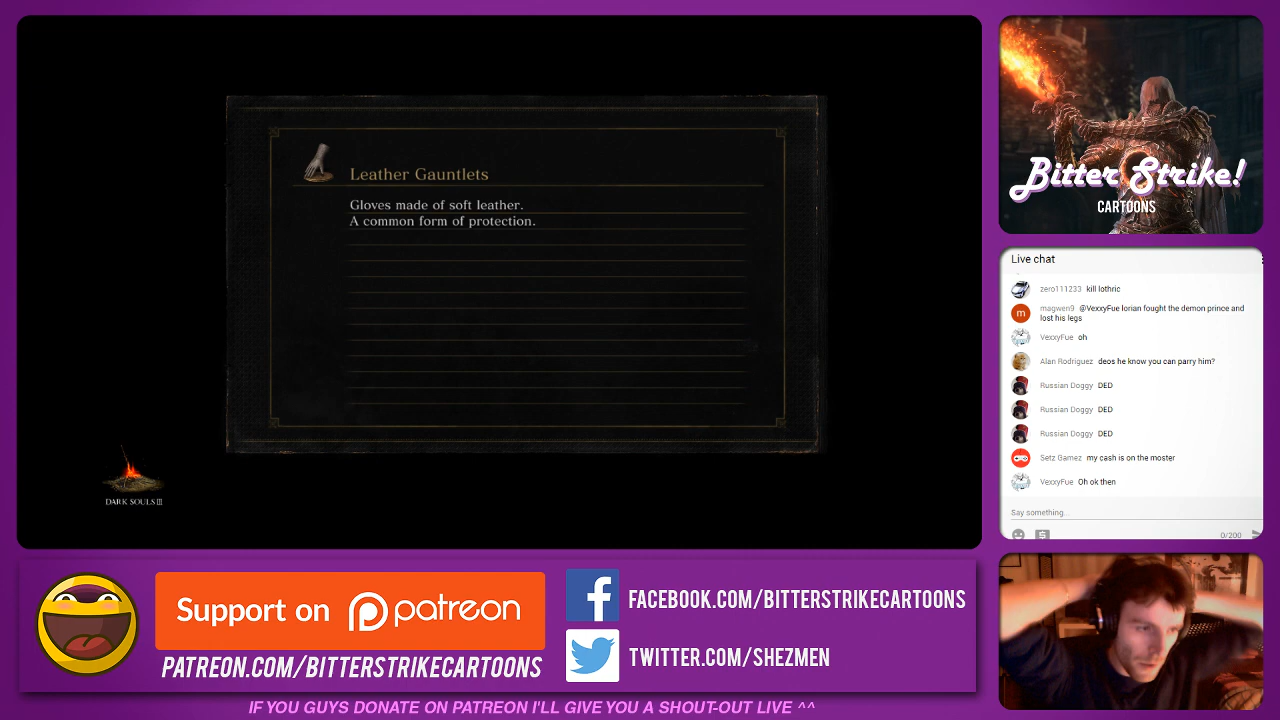 Leather Gauntlets
Gloves made of soft leather.
A common form of protection.
DARK SOULS III
Bitter Strike!
CARTOONS
Live chat
zero111233 kill lothric
m
magwen9 @VexxyFue lorian fought the demon prince and
lost his legs
VexxyFue oh
Alan Rodriguez deos he know you can parry him?
Russian Doggy DED
Russian Doggy DED
Russian Doggy DED
Setz Gamez my cash is on the moster
VexxyFue Oh ok then
Say something...
0/200
Support on patreon
PATREON.COM/BITTERSTRIKECARTOONS
FACEBOOK.COM/BITTERSTRIKECARTOONS
TWITTER.COM/SHEZMEN
IF YOU GUYS DONATE ON PATREON I'LL GIVE YOU A SHOUT-OUT LIVE ^^